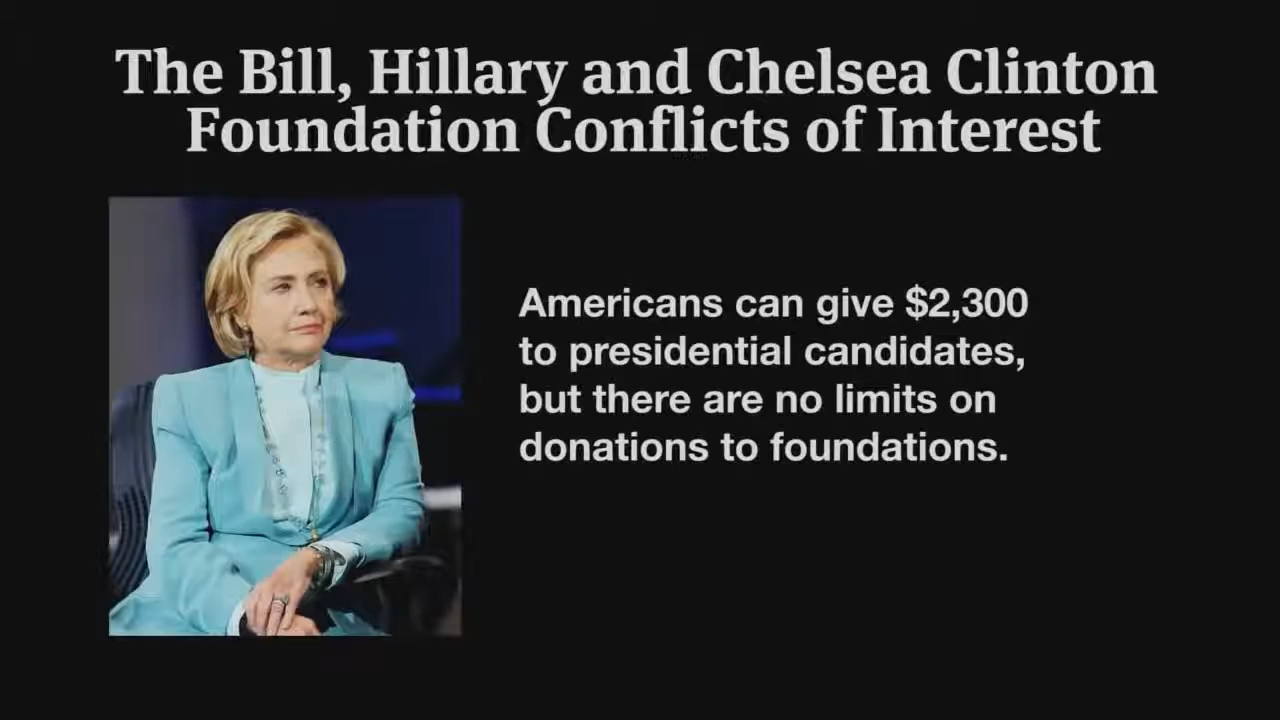 The Bill, Hillary and Chelsea Clinton
Foundation Conflicts of Interest
Americans can give $2,300
to presidential candidates,
but there are no limits on
donations to foundations.